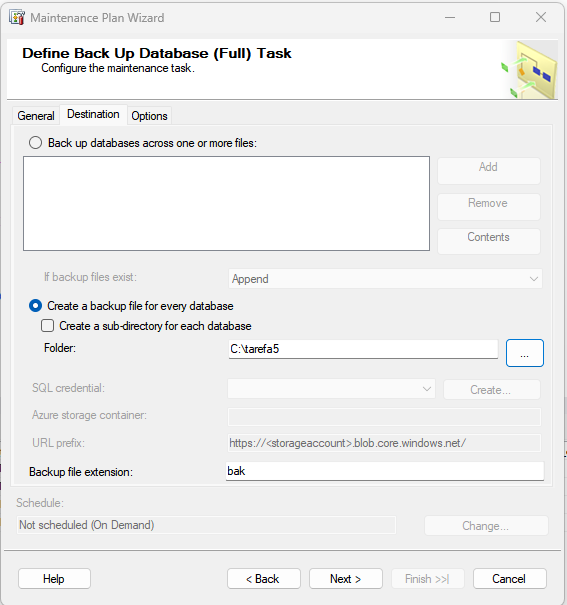 Maintenance Plan Wizard
Define Back Up Database (Full) Task
Configure the maintenance task.
General Destination Options
Back up databases across one or more files:
Add
Remove
Contents
If backup files exist: Append
Create a backup file for every database
Create a sub-directory for each database
Folder: C:\tarefa5 ...
SQL credential: Create...
Azure storage container:
URL prefix: https://<storageaccount>.blob.core.windows.net/
Backup file extension: bak
Schedule:
Not scheduled (On Demand) Change...
Help < Back Next > Finish >>| Cancel